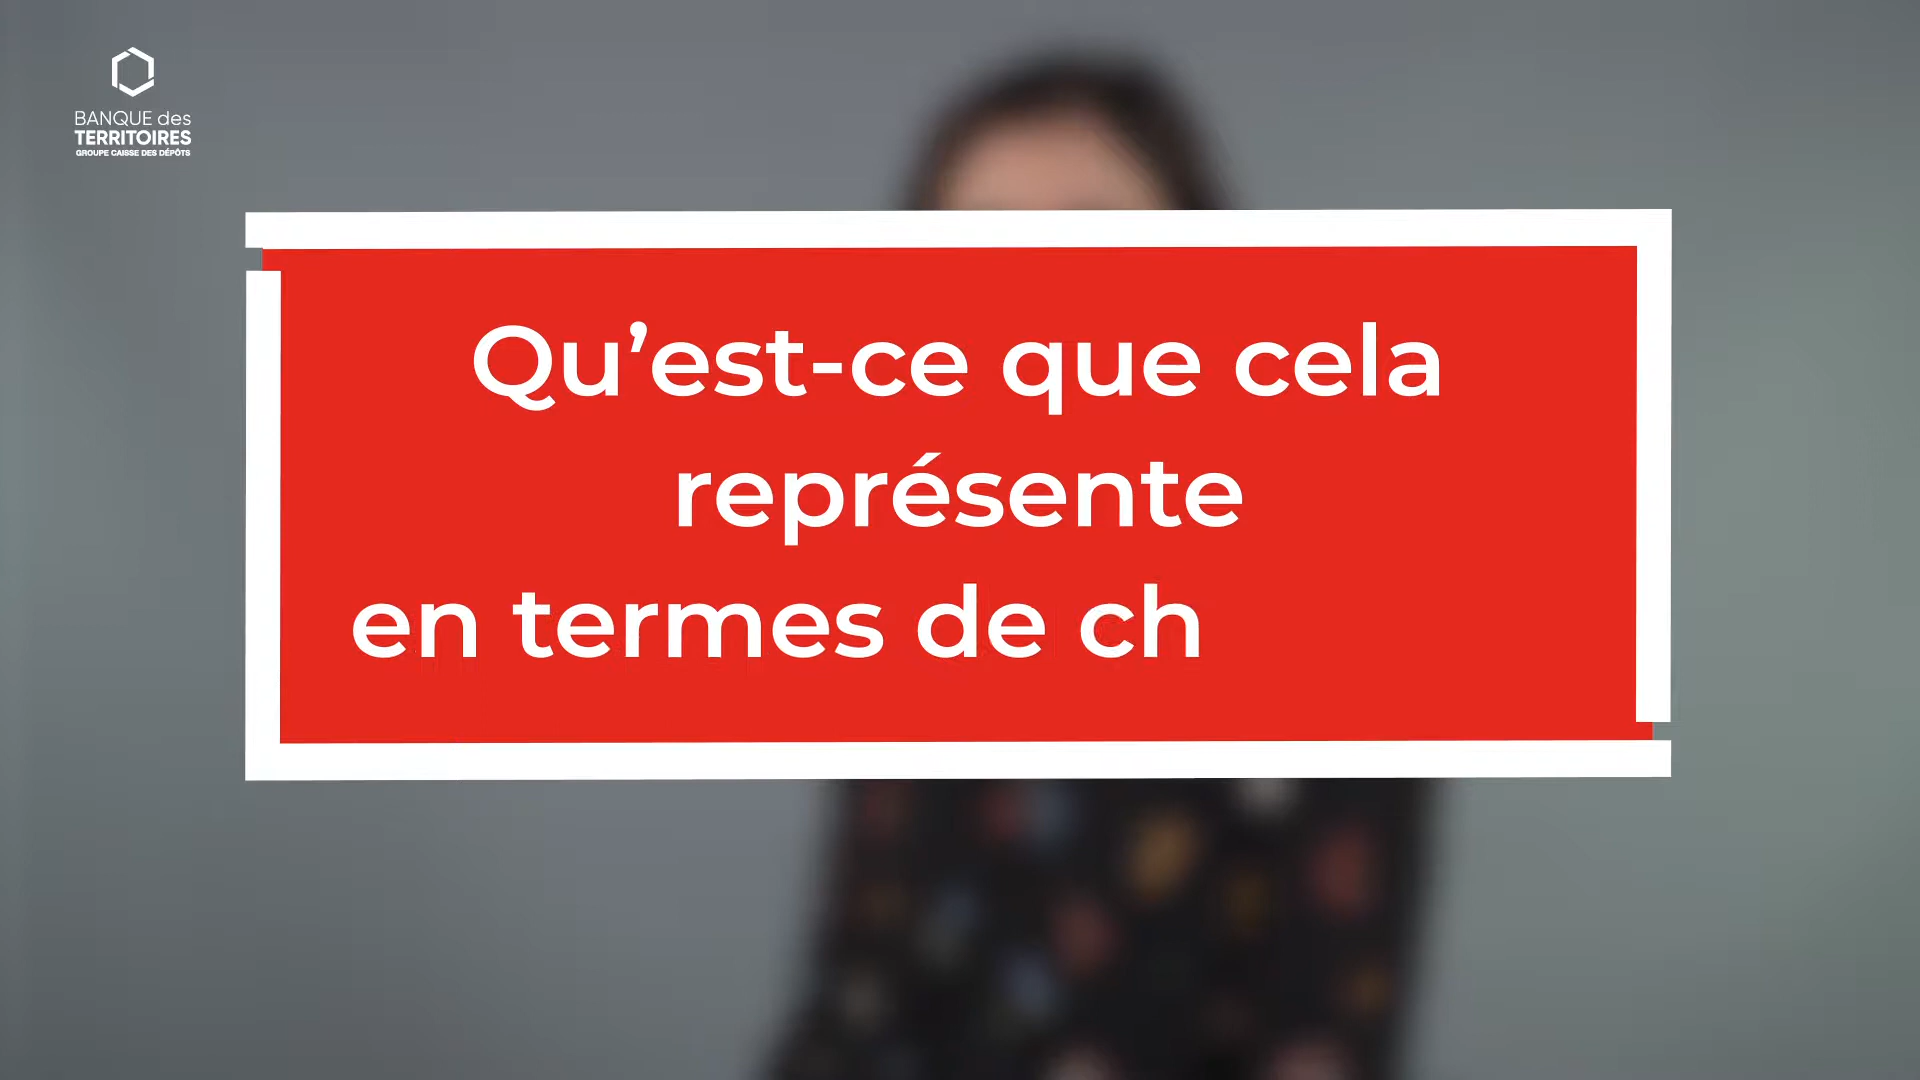 BANQUE des
TERRITOIRES
GROUPE CAISSE DES DÉPÔTS
Qu’est-ce que cela
représente
en termes de ch